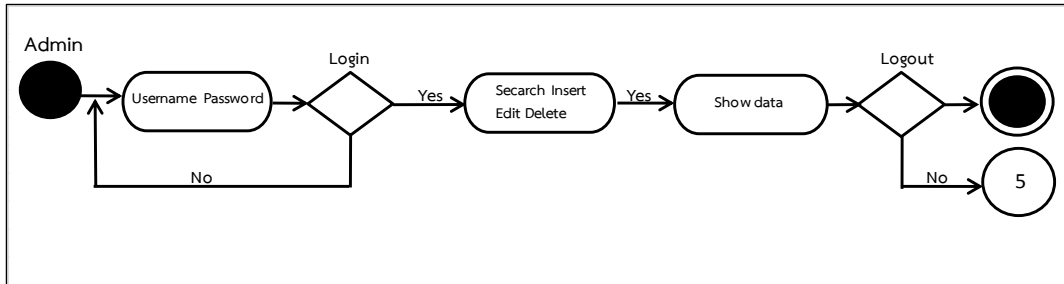 Admin
Login
Logout
Username Password
Yes
Secarch Insert
Edit Delete
Yes
Show data
No
No
5